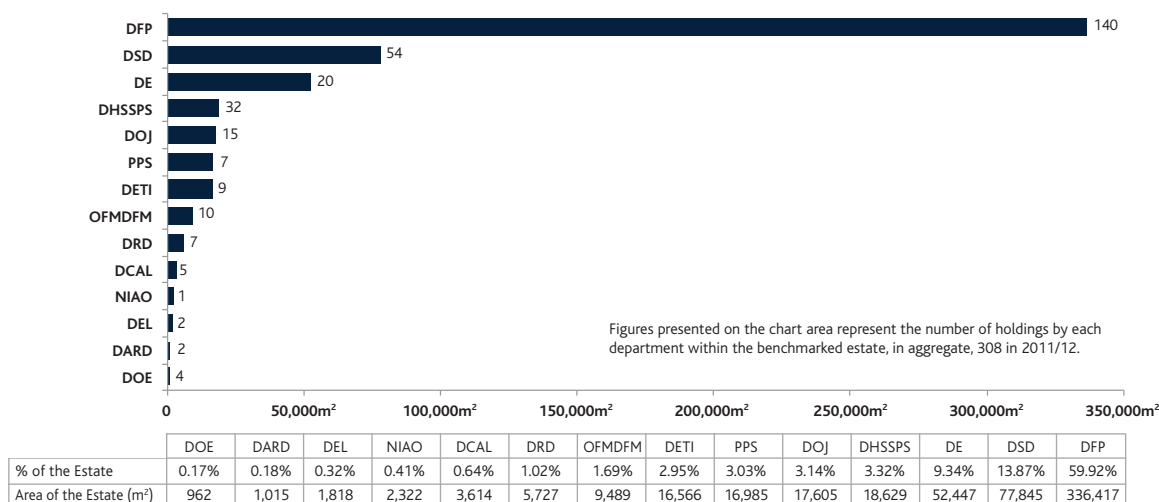 DFP 140
DSD 54
DE 20
DHSSPS 32
DOJ 15
PPS 7
DETI 9
OFMDFM 10
DRD 7
DCAL 5
NIAO 1
DEL 2
DARD 2
DOE 4
Figures presented on the chart area represent the number of holdings by each
department within the benchmarked estate, in aggregate, 308 in 2011/12.
0 50,000m² 100,000m² 150,000m² 200,000m² 250,000m² 300,000m² 350,000m²
DOE DARD DEL NIAO DCAL DRD OFMDFM DETI PPS DOJ DHSSPS DE DSD DFP
% of the Estate 0.17% 0.18% 0.32% 0.41% 0.64% 1.02% 1.69% 2.95% 3.03% 3.14% 3.32% 9.34% 13.87% 59.92%
Area of the Estate (m²) 962 1,015 1,818 2,322 3,614 5,727 9,489 16,566 16,985 17,605 18,629 52,447 77,845 336,417